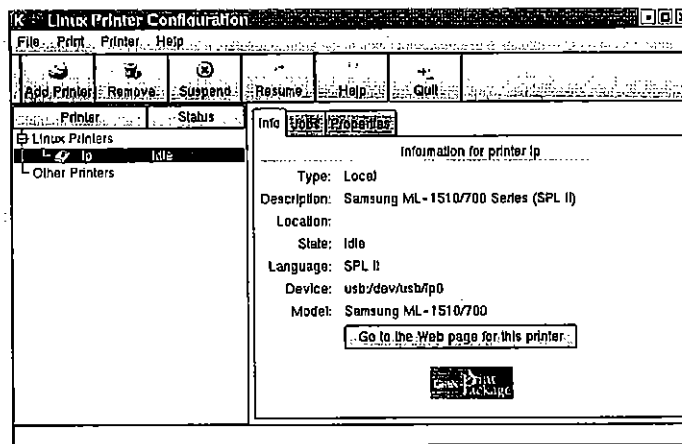 K Linux Printer Configuration
File Print Printer Help
Add Printer Remove Suspend Resume Help Quit
Printer Status
Linux Printers
lp Idle
Other Printers
Info Jobs Properties
Information for printer lp
Type: Local
Description: Samsung ML-1510/700 Series (SPL II)
Location:
State: Idle
Language: SPL II
Device: usb:/dev/usb/lp0
Model: Samsung ML-1510/700
Go to the Web page for this printer
Linux Print Package